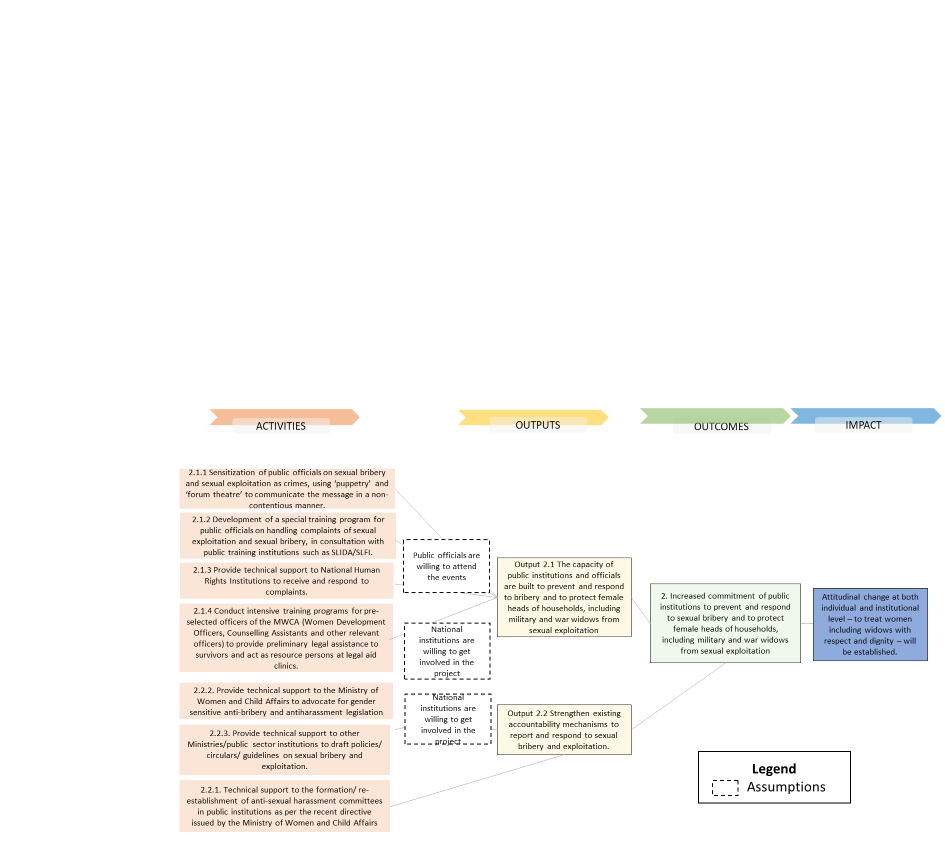 ACTIVITIES
OUTPUTS
OUTCOMES
IMPACT
2.1.1 Sensitization of public officials on sexual bribery
and sexual exploitation as crimes, using ‘puppetry’ and
‘forum theatre’ to communicate the message in a non-
contentious manner.
2.1.2 Development of a special training program for
public officials on handling complaints of sexual
exploitation and sexual bribery, in consultation with
public training institutions such as SLIDA/SLFI.
2.1.3 Provide technical support to National Human
Rights Institutions to receive and respond to
complaints.
2.1.4 Conduct intensive training programs for pre-
selected officers of the MWCA (Women Development
Officers, Counselling Assistants and other relevant
officers) to provide preliminary legal assistance to
survivors and act as resource persons at legal aid
clinics.
2.2.2. Provide technical support to the Ministry of
Women and Child Affairs to advocate for gender
sensitive anti-bribery and antiharassment legislation
2.2.3. Provide technical support to other
Ministries/public sector institutions to draft policies/
circulars/ guidelines on sexual bribery and
exploitation.
2.2.1. Technical support to the formation/ re-
establishment of anti-sexual harassment committees
in public institutions as per the recent directive
issued by the Ministry of Women and Child Affairs
Public officials are
willing to attend
the events
National
institutions are
willing to get
involved in the
project
National
institutions are
willing to get
involved in the
project
Output 2.1 The capacity of
public institutions and officials
are built to prevent and respond
to bribery and to protect female
heads of households, including
military and war widows from
sexual exploitation
Output 2.2 Strengthen existing
accountability mechanisms to
report and respond to sexual
bribery and exploitation.
2. Increased commitment of public
institutions to prevent and respond
to sexual bribery and to protect
female heads of households,
including military and war widows
from sexual exploitation
Attitudinal change at both
individual and institutional
level – to treat women
including widows with
respect and dignity – will
be established.
Legend
Assumptions